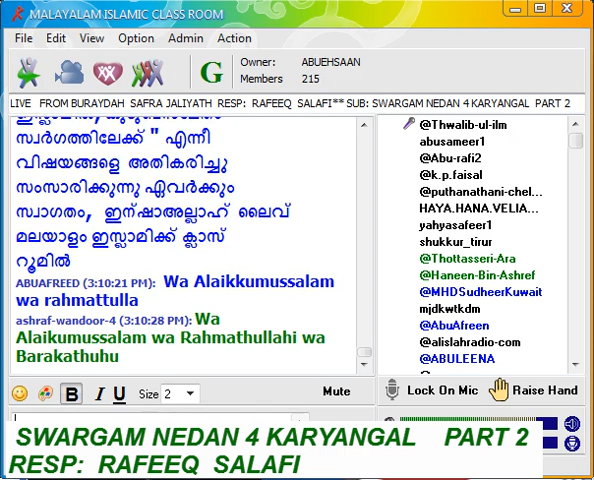 MALAYALAM ISLAMIC CLASS ROOM
File Edit View Option Admin Action
G
Owner: ABUEHSAAN
Members 215
LIVE FROM BURAYDAH SAFRA JALIYATH RESP: RAFEEQ SALAFI** SUB: SWARGAM NEDAN 4 KARYANGAL PART 2
സ്വർഗത്തിലേക്ക് " എന്നീ
വിഷയങ്ങളെ അതികരിച്ചു
സംസാരിക്കുന്നു ഏവർക്കും
സ്വാഗതം, ഇന്ഷാഅല്ലാഹ് ലൈവ്
മലയാളം ഇസ്ലാമിക്ക് ക്ലാസ്
റൂമിൽ
ABUAFREED (3:10:21 PM): Wa Alaikkumussalam
wa rahmattulla
ashraf-wandoor-4 (3:10:28 PM): Wa
Alaikumussalam wa Rahmathullahi wa
Barakathuhu
@Thwalib-ul-ilm
abusameer1
@Abu-rafi2
@k.p.faisal
@puthanathani-chel...
HAYA.HANA.VELIA...
yahyasafeer1
shukkur_tirur
@Thottasseri-Ara
@Haneen-Bin-Ashref
@MHDSudheerKuwait
mjdkwtkdm
@AbuAfreen
@alislahradio-com
@ABULEENA
B I U Size 2 Mute
Lock On Mic Raise Hand
SWARGAM NEDAN 4 KARYANGAL PART 2
RESP: RAFEEQ SALAFI